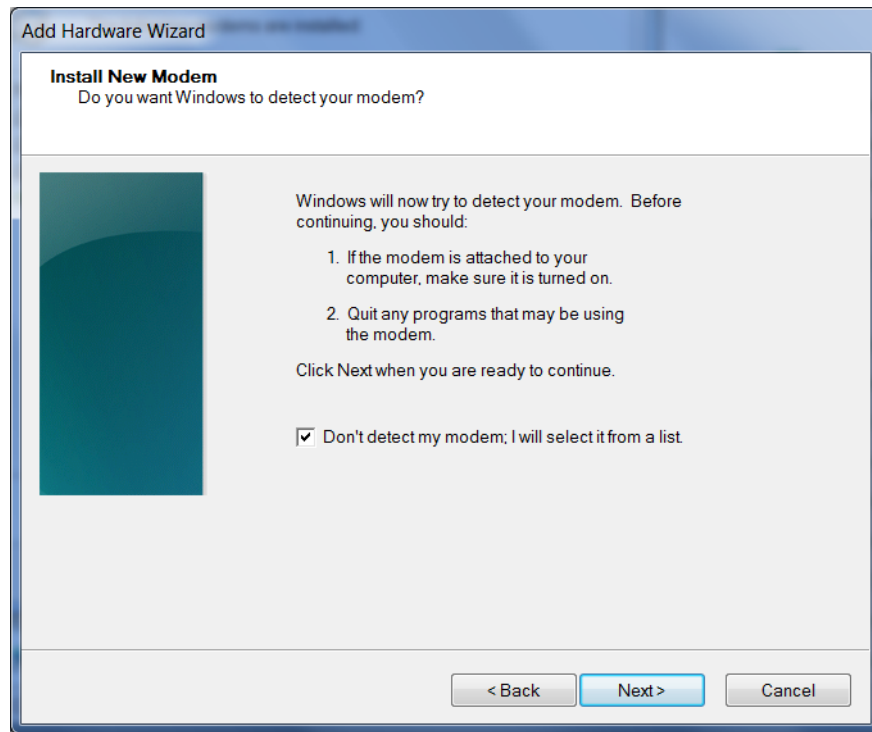 Add Hardware Wizard
Install New Modem
Do you want Windows to detect your modem?
Windows will now try to detect your modem. Before
continuing, you should:
1. If the modem is attached to your
computer, make sure it is turned on.
2. Quit any programs that may be using
the modem.
Click Next when you are ready to continue.
Don't detect my modem; I will select it from a list.
< Back
Next >
Cancel